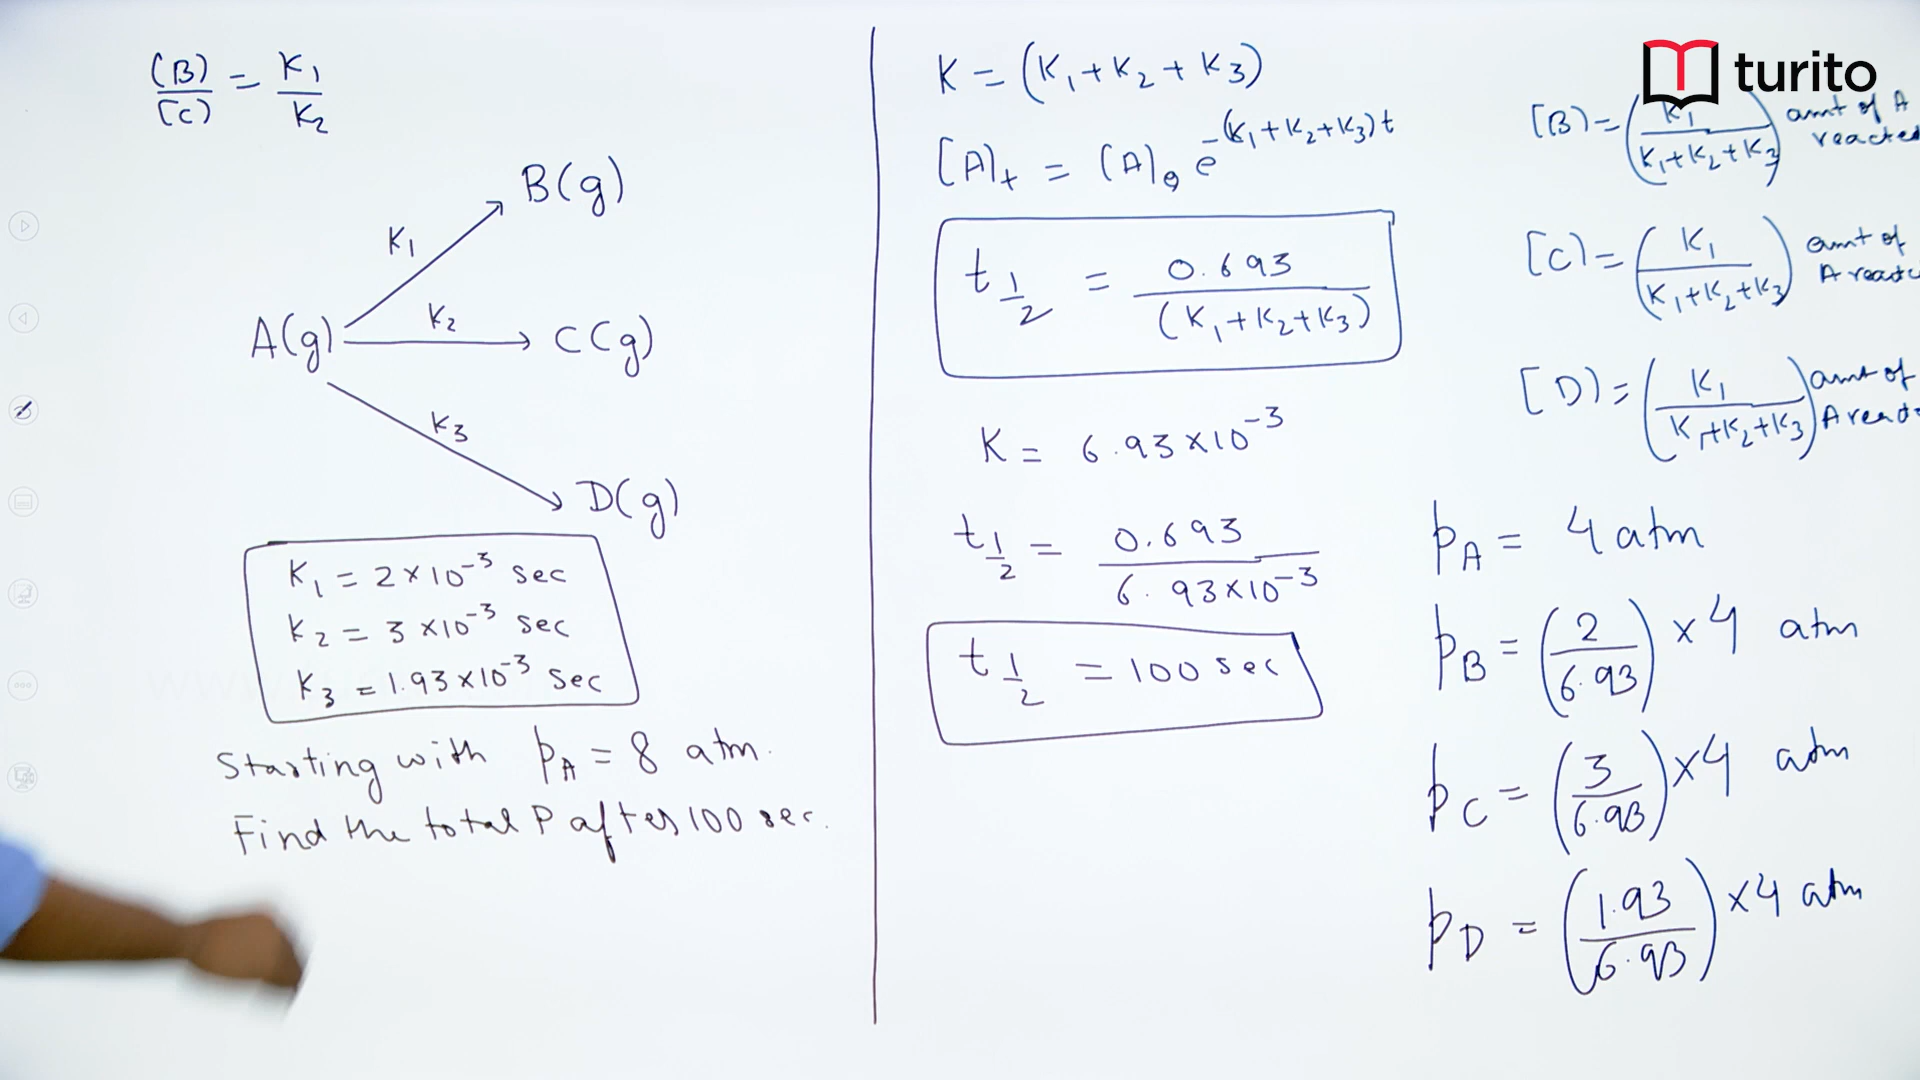 (B)/[C] = K₁/K₂
B(g)
K₁
A(g)
K₂
C(g)
K₃
D(g)
K₁ = 2×10⁻³ sec
K₂ = 3×10⁻³ sec
K₃ = 1.93×10⁻³ sec
Starting with pA = 8 atm.
Find the total P after 100 sec.
K = (K₁+K₂+K₃)
[A]t = (A)₀ e^-(K₁+K₂+K₃)t
t1/2 = 0.693/(K₁+K₂+K₃)
K = 6.93×10⁻³
t1/2 = 0.693/6.93×10⁻³
t1/2 = 100 sec
turito
[B) = (K₁/K₁+K₂+K₃) amt of A
reacted
[C) = (K₁/K₁+K₂+K₃) amt of
A react
[D) = (K₁/K₁+K₂+K₃) amt of
A react
pA = 4 atm
pB = (2/6.93) ×4 atm
pC = (3/6.93) ×4 atm
pD = (1.93/6.93) ×4 atm